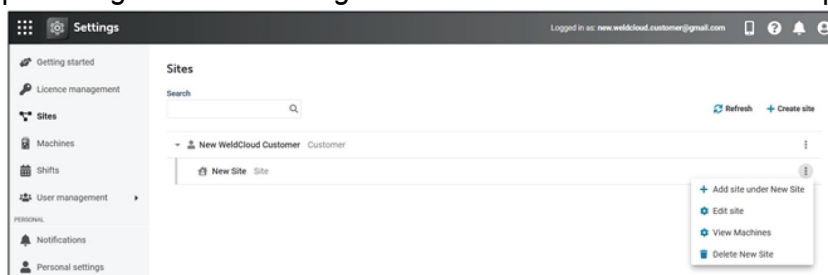 Settings
Logged in as: new.weldcloud.customer@gmail.com
Getting started
Licence management
Sites
Machines
Shifts
User management
PERSONAL
Notifications
Personal settings
Sites
Search
Refresh
Create site
New WeldCloud Customer Customer
New Site Site
Add site under New Site
Edit site
View Machines
Delete New Site